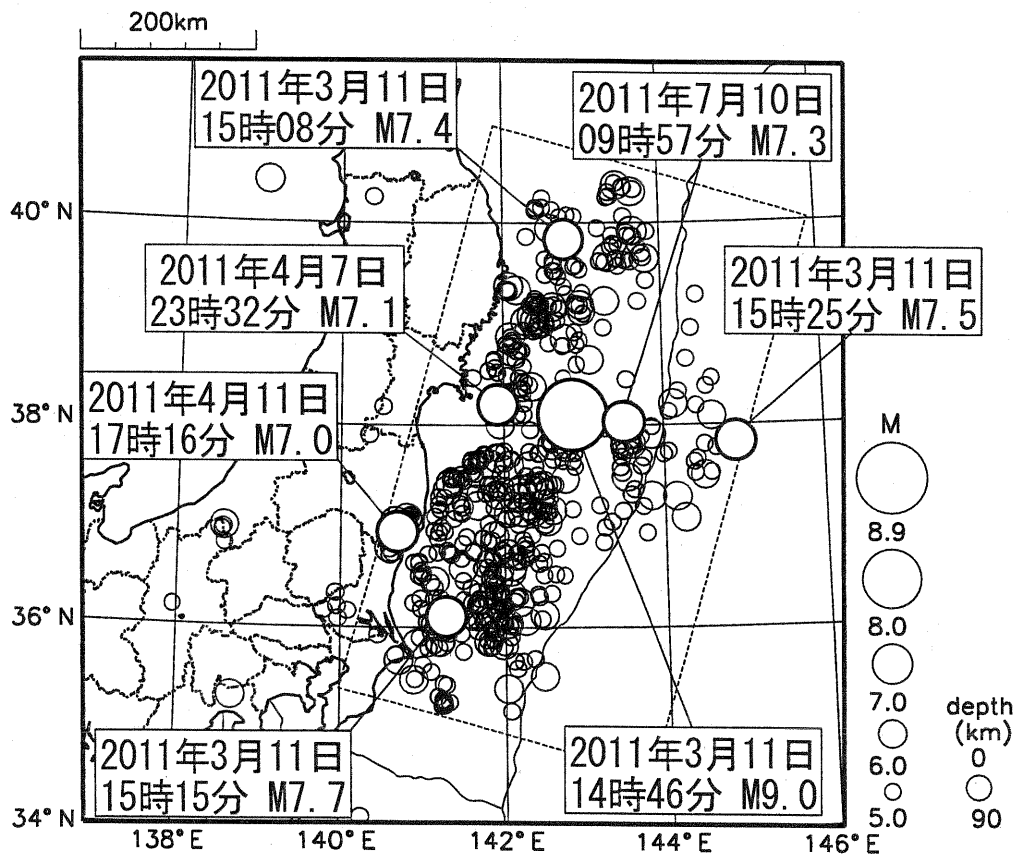 200km
2011年3月11日
15時08分 M7.4
2011年7月10日
09時57分 M7.3
40°N
2011年4月7日
23時32分 M7.1
2011年3月11日
15時25分 M7.5
2011年4月11日
17時16分 M7.0
38°N
M
8.9
8.0
36°N
7.0
6.0
5.0
depth
(km)
0
90
2011年3月11日
15時15分 M7.7
2011年3月11日
14時46分 M9.0
34°N
138°E
140°E
142°E
144°E
146°E